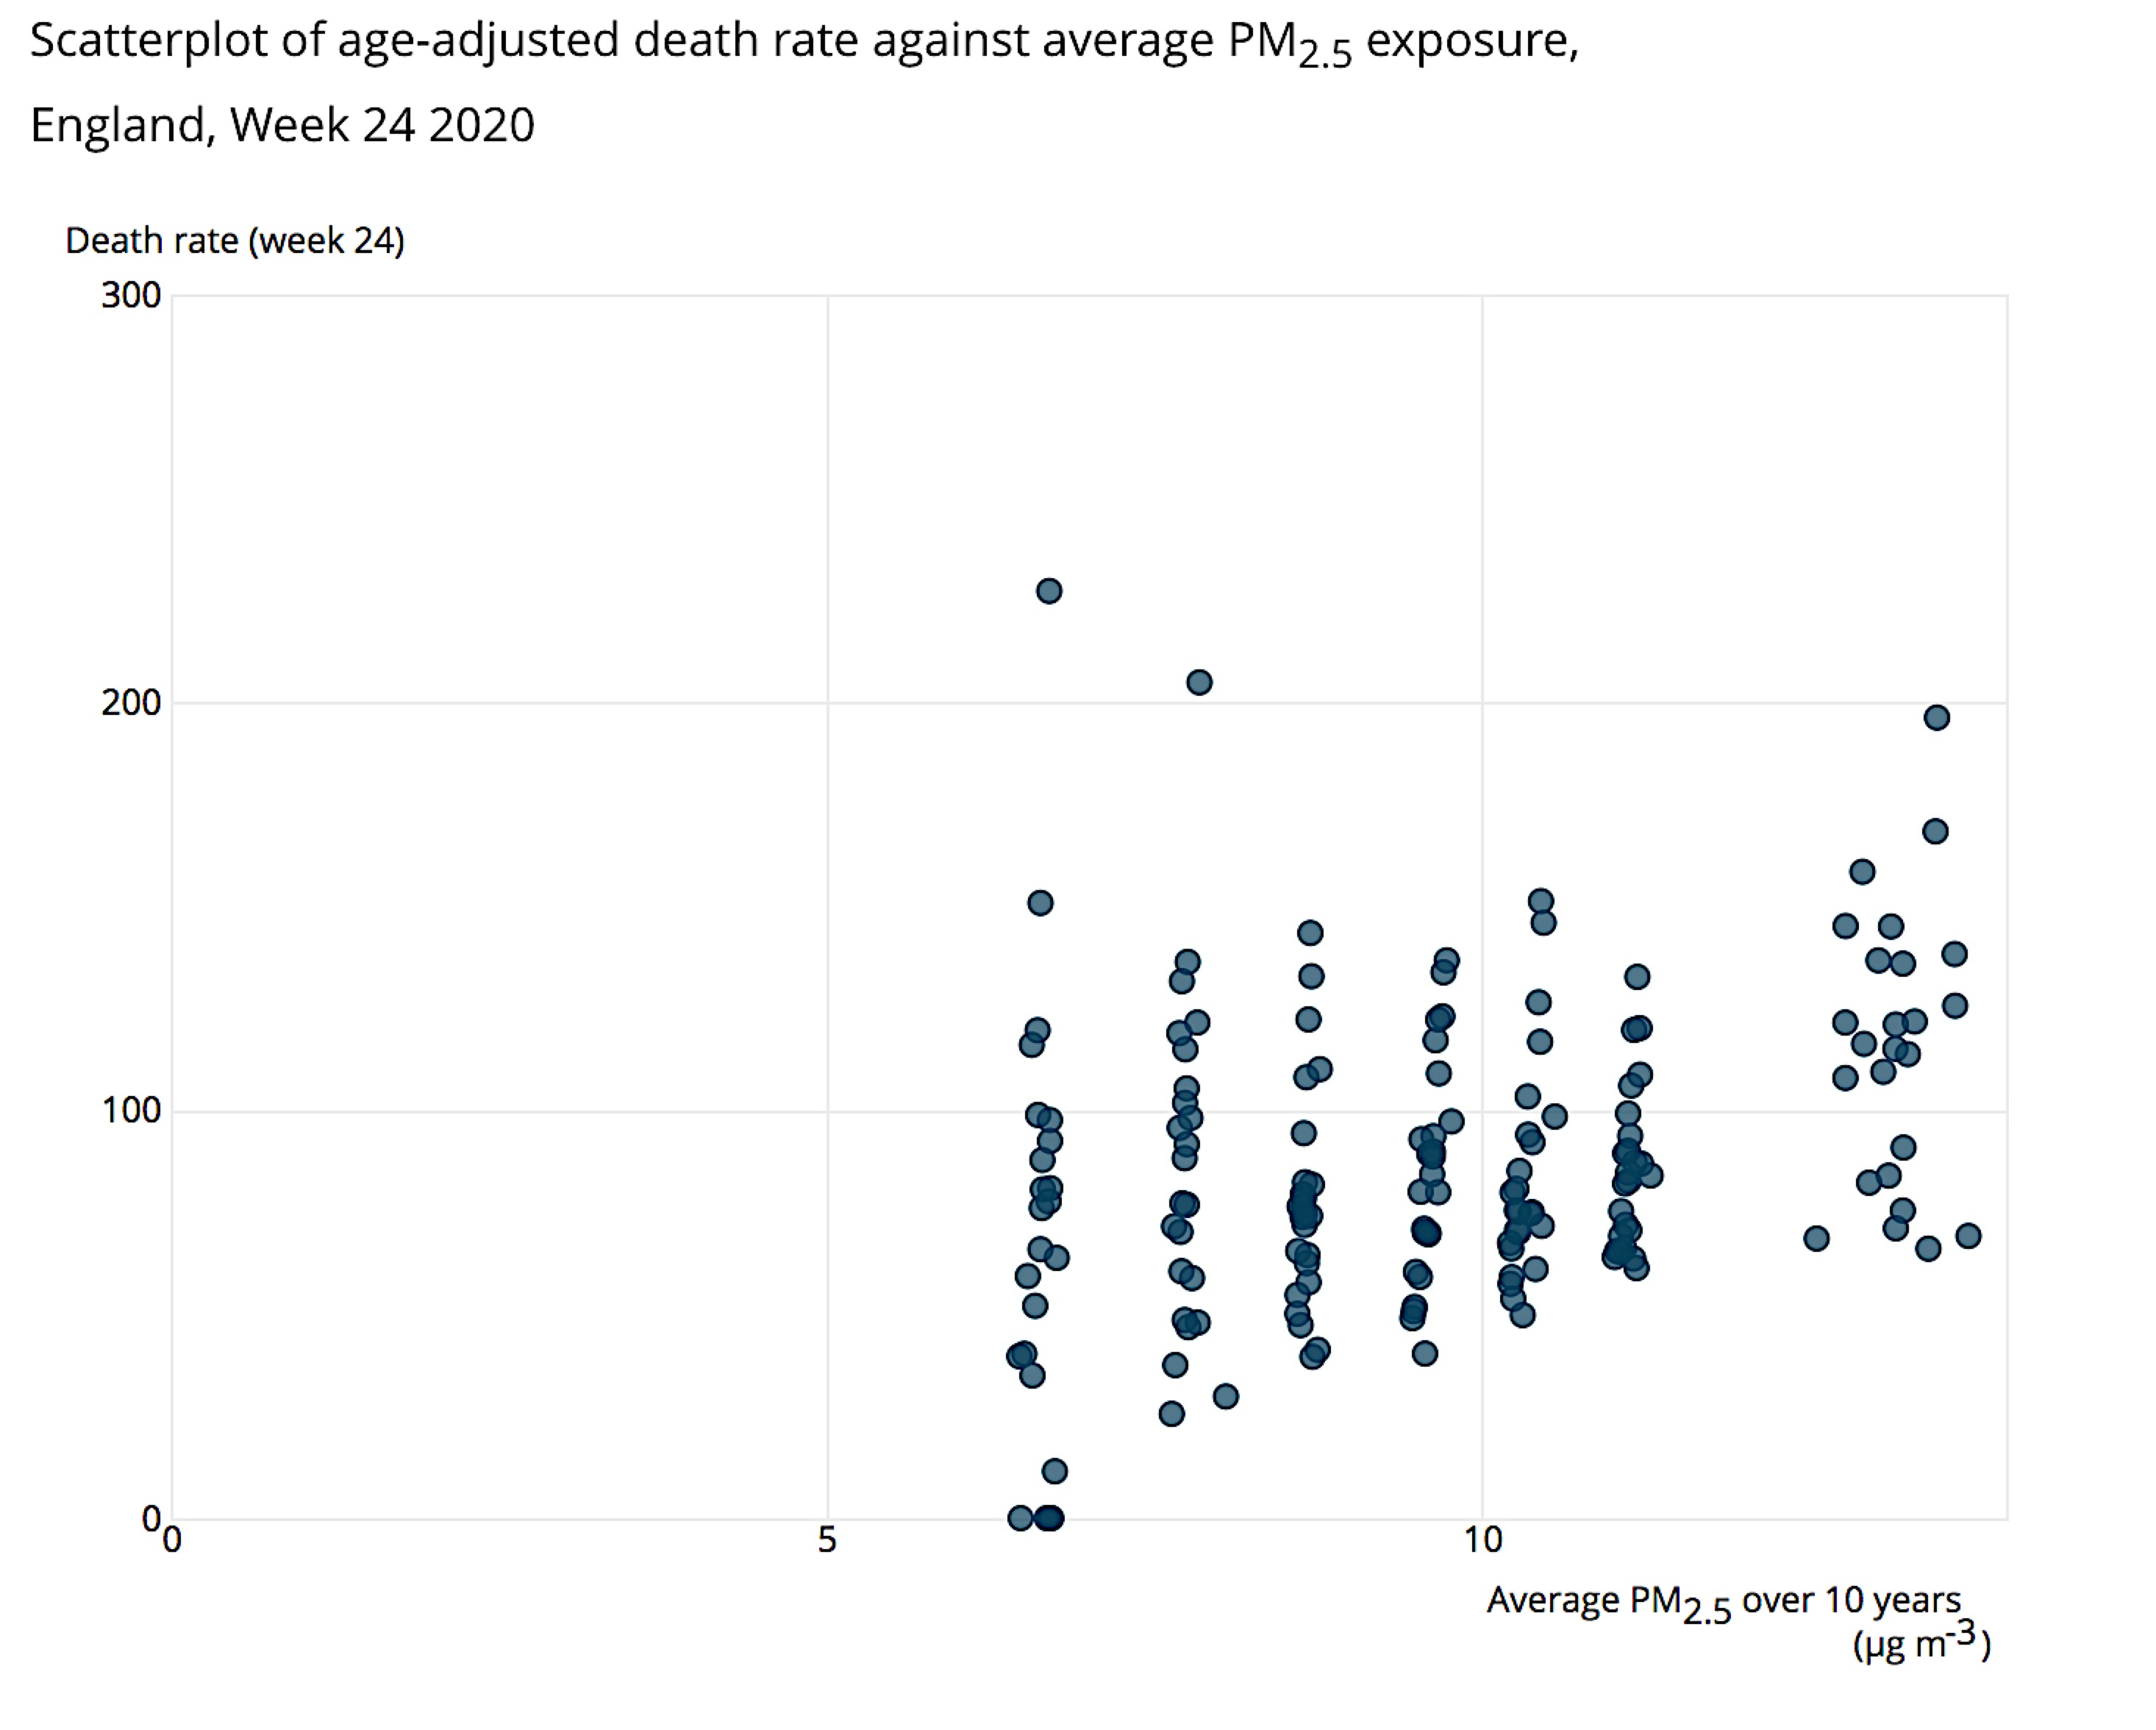 Scatterplot of age-adjusted death rate against average PM2.5 exposure,
England, Week 24 2020
Death rate (week 24)
300
200
100
0
0 5 10
Average PM2.5 over 10 years
(µg m-3)